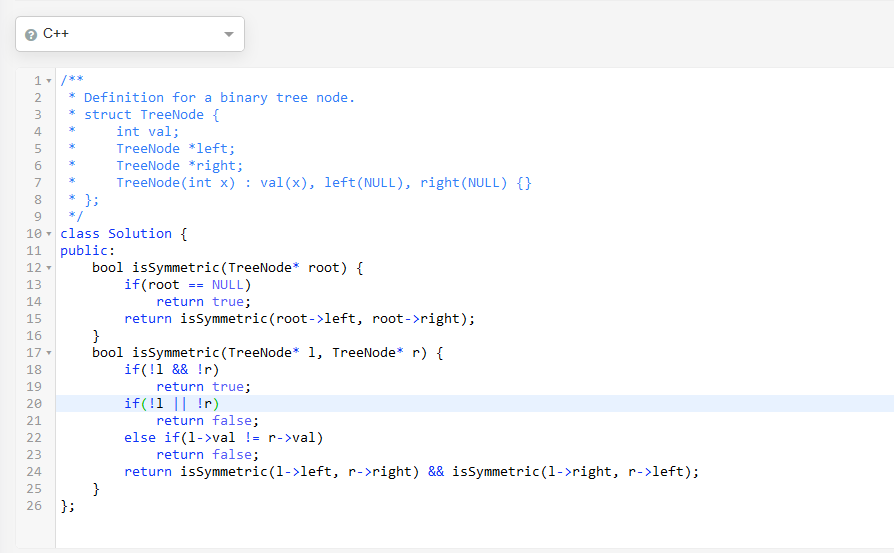 C++
1 /**
2  * Definition for a binary tree node.
3  * struct TreeNode {
4  *     int val;
5  *     TreeNode *left;
6  *     TreeNode *right;
7  *     TreeNode(int x) : val(x), left(NULL), right(NULL) {}
8  * };
9  */
10 class Solution {
11 public:
12     bool isSymmetric(TreeNode* root) {
13         if(root == NULL)
14             return true;
15         return isSymmetric(root->left, root->right);
16     }
17     bool isSymmetric(TreeNode* l, TreeNode* r) {
18         if(!l && !r)
19             return true;
20         if(!l || !r)
21             return false;
22         else if(l->val != r->val)
23             return false;
24         return isSymmetric(l->left, r->right) && isSymmetric(l->right, r->left);
25     }
26 };